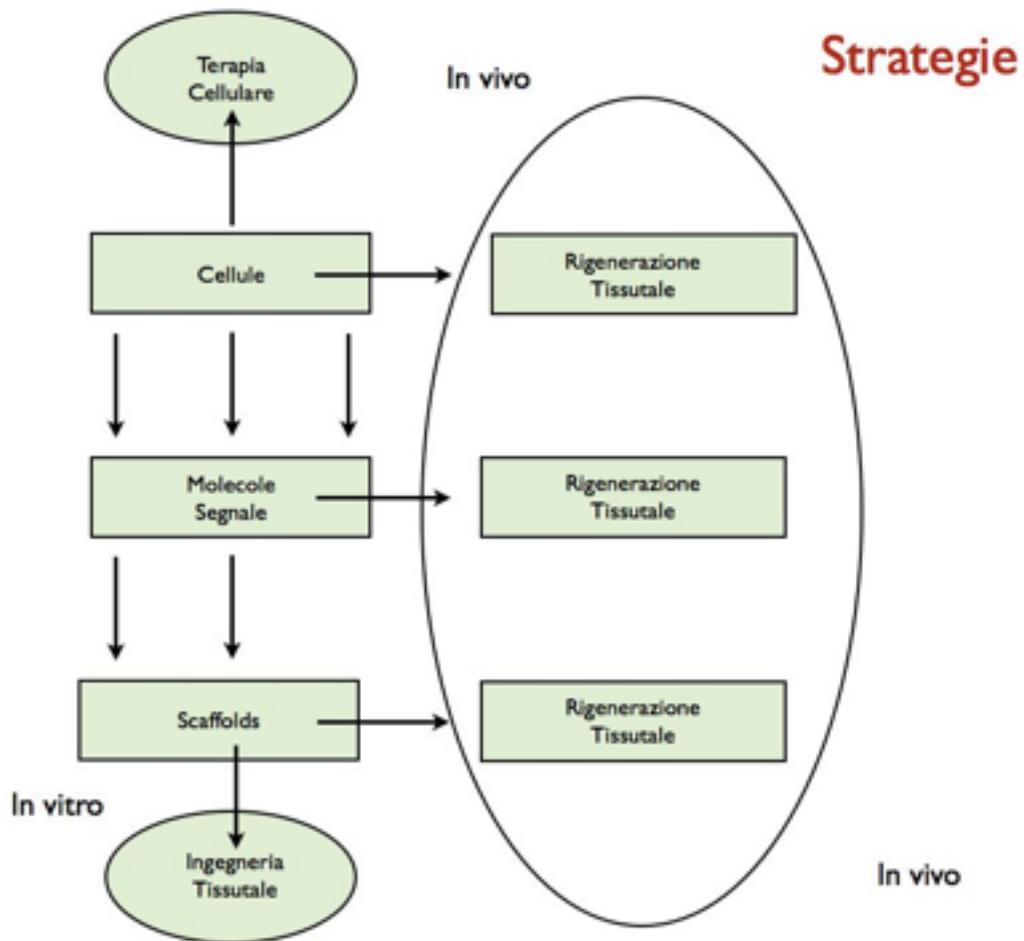 Strategie
Terapia
Cellulare
In vivo
Cellule
Rigenerazione
Tissutale
Molecole
Segnale
Rigenerazione
Tissutale
Scaffolds
Rigenerazione
Tissutale
In vitro
Ingegneria
Tissutale
In vivo